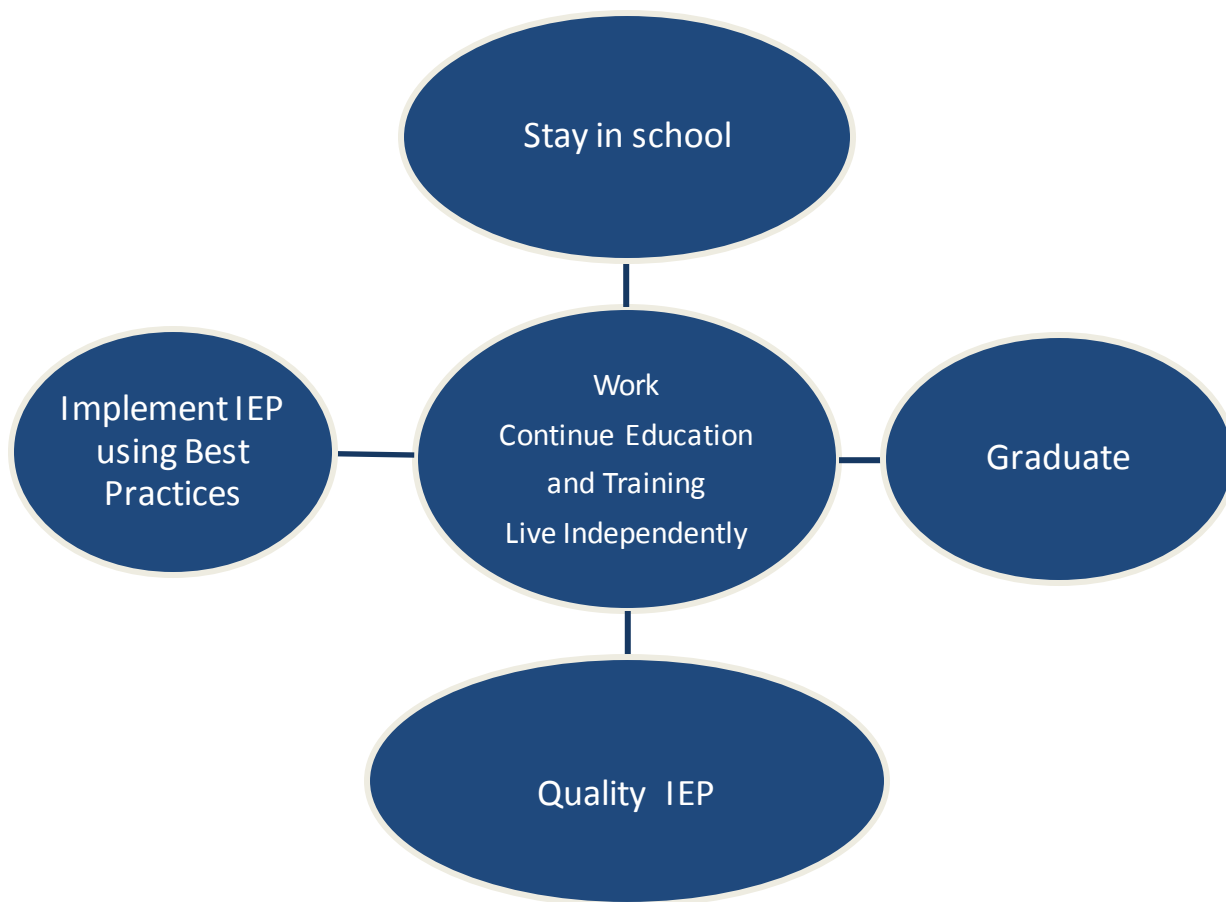 Stay in school
Implement IEP
using Best
Practices
Work
Continue Education
and Training
Live Independently
Graduate
Quality IEP